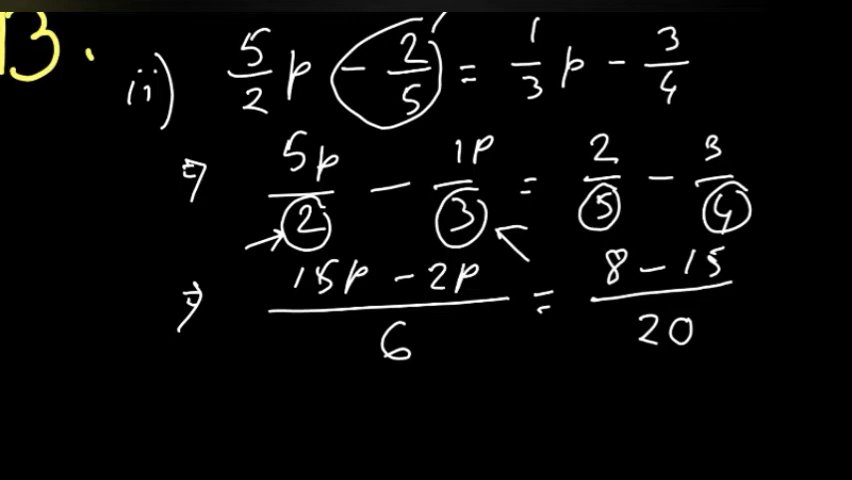 13.
ii) 5/2 p - 2/5 = 1/3 p - 3/4
⇒ 5p/2 - 1p/3 = 2/5 - 3/4
⇒ (15p - 2p)/6 = (8 - 15)/20